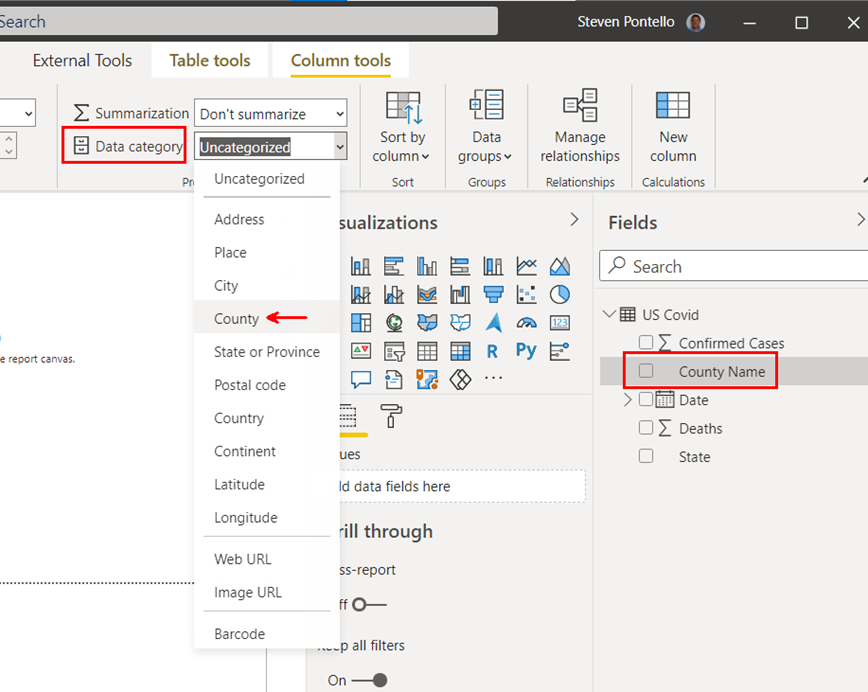 Search
Steven Pontello
External Tools
Table tools
Column tools
Summarization
Don't summarize
Data category
Uncategorized
Sort by
column
Sort
Data
groups
Groups
Manage
relationships
Relationships
New
column
Calculations
Pr
Uncategorized
Address
Place
City
County
State or Province
Postal code
Country
Continent
Latitude
Longitude
Web URL
Image URL
Barcode
e report canvas.
sualizations
123
R
Py
...
ues
ld data fields here
rill through
ss-report
ff
eep all filters
On
Fields
Search
US Covid
Confirmed Cases
County Name
Date
Deaths
State